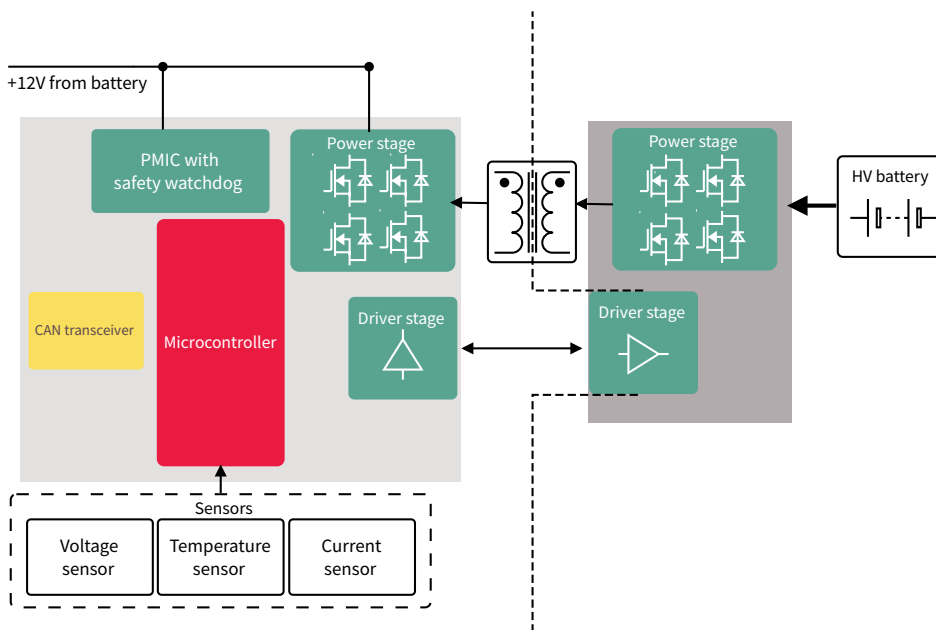 +12V from battery
PMIC with
safety watchdog
Power stage
Power stage
HV battery
CAN transceiver
Microcontroller
Driver stage
Driver stage
Sensors
Voltage
sensor
Temperature
sensor
Current
sensor